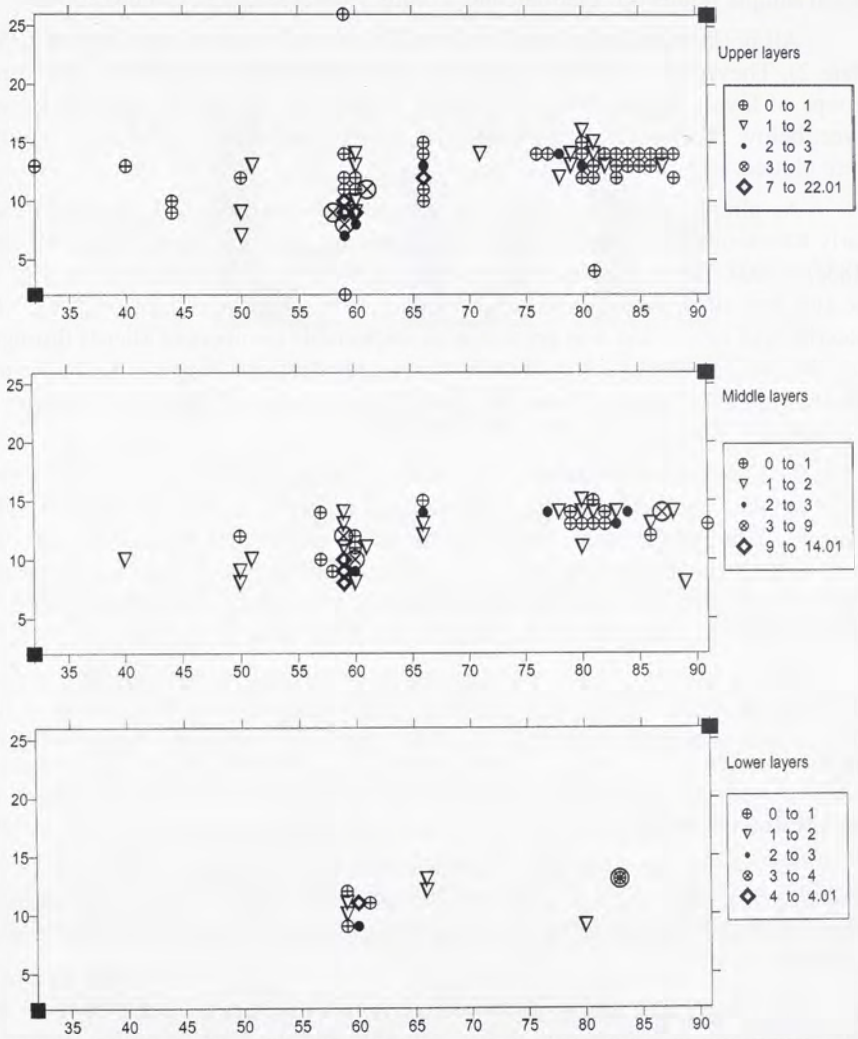 25
20
15
10
5
35 40 45 50 55 60 65 70 75 80 85 90
Upper layers
0 to 1
1 to 2
2 to 3
3 to 7
7 to 22.01
25
20
15
10
5
35 40 45 50 55 60 65 70 75 80 85 90
Middle layers
0 to 1
1 to 2
2 to 3
3 to 9
9 to 14.01
25
20
15
10
5
35 40 45 50 55 60 65 70 75 80 85 90
Lower layers
0 to 1
1 to 2
2 to 3
3 to 4
4 to 4.01